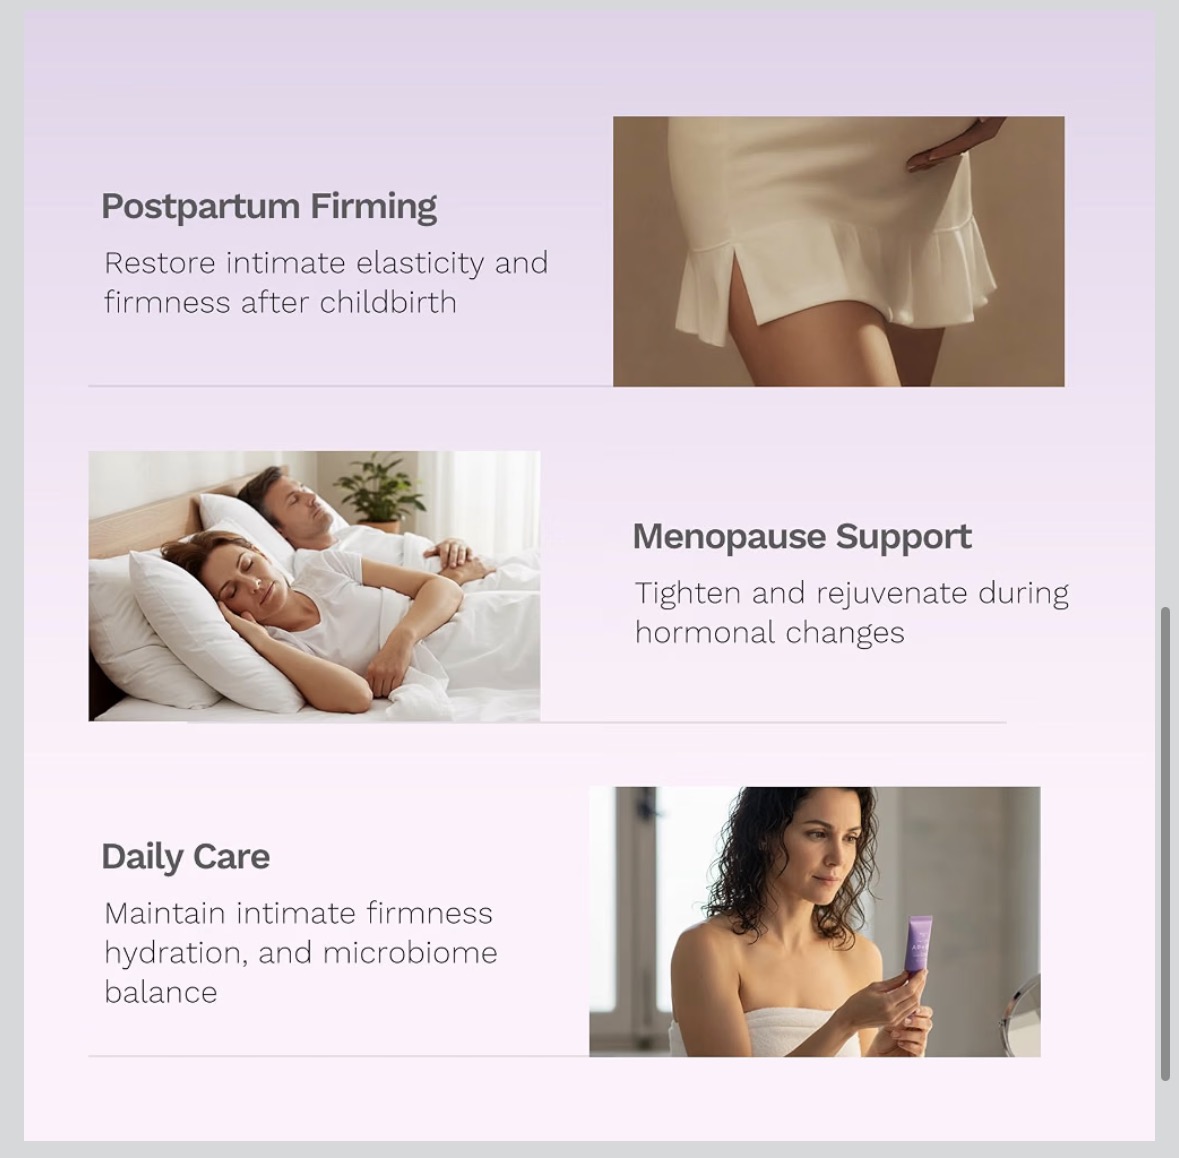 Postpartum Firming
Restore intimate elasticity and
firmness after childbirth
Menopause Support
Tighten and rejuvenate during
hormonal changes
Daily Care
Maintain intimate firmness
hydration, and microbiome
balance